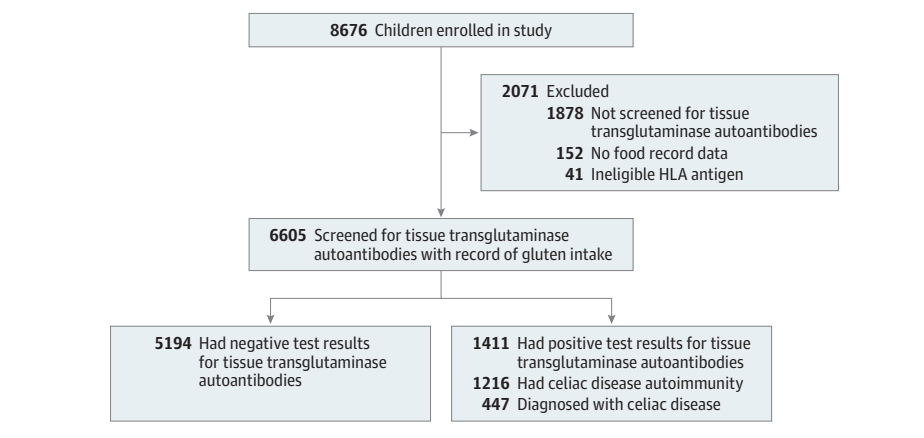 8676 Children enrolled in study
2071 Excluded
1878 Not screened for tissue
transglutaminase autoantibodies
152 No food record data
41 Ineligible HLA antigen
6605 Screened for tissue transglutaminase
autoantibodies with record of gluten intake
5194 Had negative test results
for tissue transglutaminase
autoantibodies
1411 Had positive test results for tissue
transglutaminase autoantibodies
1216 Had celiac disease autoimmunity
447 Diagnosed with celiac disease